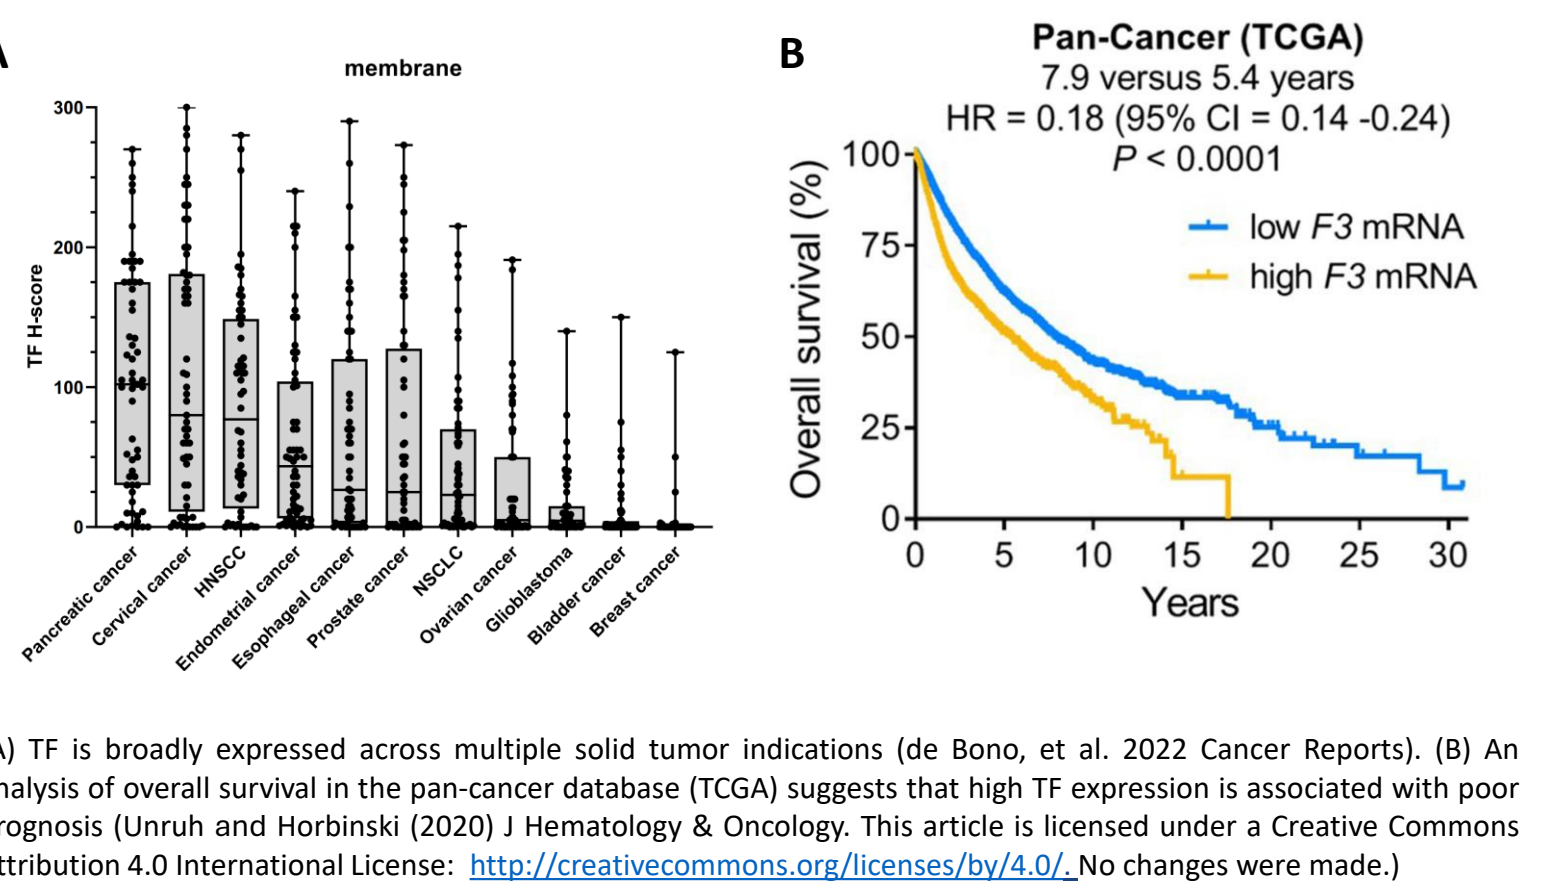 A
membrane
TF H-score
300
200
100
0
Pancreatic cancer
Cervical cancer
HNSCC
Endometrial cancer
Esophageal cancer
Prostate cancer
NSCLC
Ovarian cancer
Glioblastoma
Bladder cancer
Breast cancer
B
Pan-Cancer (TCGA)
7.9 versus 5.4 years
HR = 0.18 (95% CI = 0.14 -0.24)
P < 0.0001
low F3 mRNA
high F3 mRNA
Overall survival (%)
100
75
50
25
0
0 5 10 15 20 25 30
Years
A) TF is broadly expressed across multiple solid tumor indications (de Bono, et al. 2022 Cancer Reports). (B) An
nalysis of overall survival in the pan-cancer database (TCGA) suggests that high TF expression is associated with poor
rognosis (Unruh and Horbinski (2020) J Hematology & Oncology. This article is licensed under a Creative Commons
ttribution 4.0 International License: http://creativecommons.org/licenses/by/4.0/. No changes were made.)